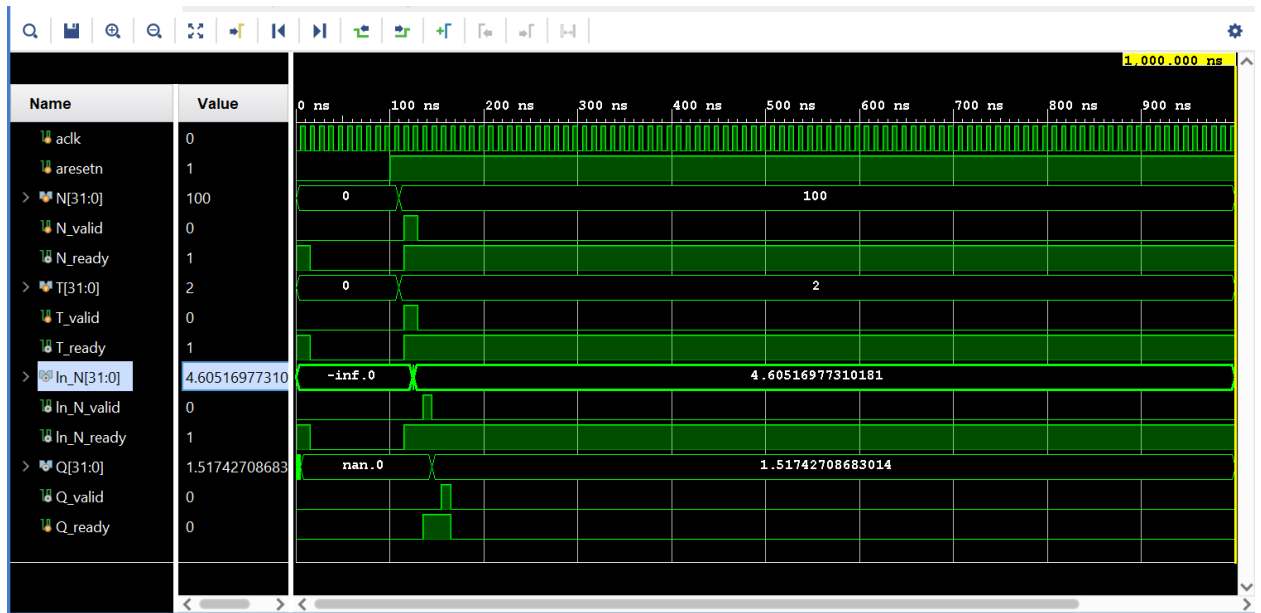 1,000.000 ns
Name Value 0 ns 100 ns 200 ns 300 ns 400 ns 500 ns 600 ns 700 ns 800 ns 900 ns
aclk 0
aresetn 1
N[31:0] 100 0 100
N_valid 0
N_ready 1
T[31:0] 2 0 2
T_valid 0
T_ready 1
ln_N[31:0] 4.60516977310 -inf.0 4.60516977310181
ln_N_valid 0
ln_N_ready 1
Q[31:0] 1.51742708683 nan.0 1.51742708683014
Q_valid 0
Q_ready 0